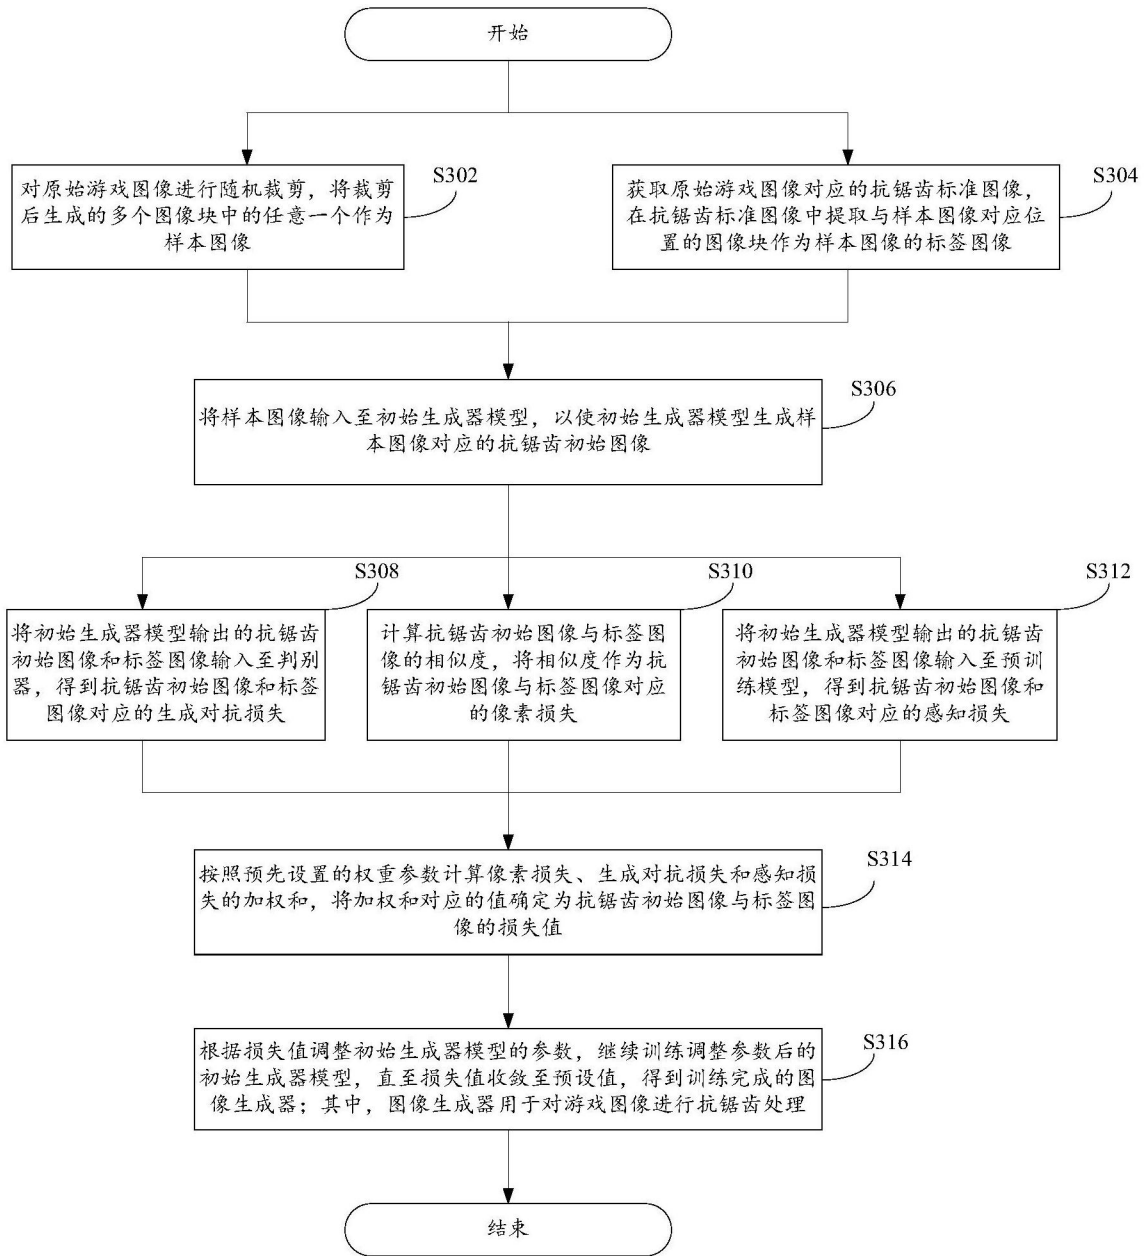 开始
S302
对原始游戏图像进行随机裁剪，将裁剪
后生成的多个图像块中的任意一个作为
样本图像
S304
获取原始游戏图像对应的抗锯齿标准图像，
在抗锯齿标准图像中提取与样本图像对应位
置的图像块作为样本图像的标签图像
S306
将样本图像输入至初始生成器模型，以使初始生成器模型生成样
本图像对应的抗锯齿初始图像
S308
将初始生成器模型输出的抗锯齿
初始图像和标签图像输入至判别
器，得到抗锯齿初始图像和标签
图像对应的生成对抗损失
S310
计算抗锯齿初始图像与标签图
像的相似度，将相似度作为抗
锯齿初始图像与标签图像对应
的像素损失
S312
将初始生成器模型输出的抗锯齿
初始图像和标签图像输入至预训
练模型，得到抗锯齿初始图像和
标签图像对应的感知损失
S314
按照预先设置的权重参数计算像素损失、生成对抗损失和感知损
失的加权和，将加权和对应的值确定为抗锯齿初始图像与标签图
像的损失值
S316
根据损失值调整初始生成器模型的参数，继续训练调整参数后的
初始生成器模型，直至损失值收敛至预设值，得到训练完成的图
像生成器；其中，图像生成器用于对游戏图像进行抗锯齿处理
结束